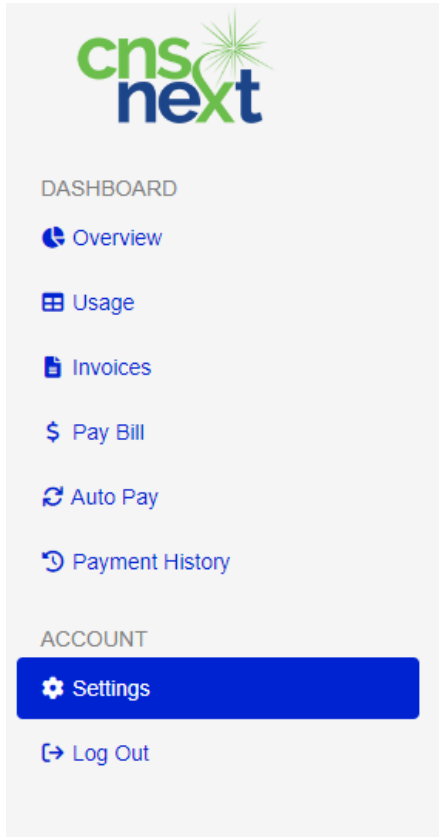 cns
next
DASHBOARD
Overview
Usage
Invoices
$ Pay Bill
Auto Pay
Payment History
ACCOUNT
Settings
Log Out